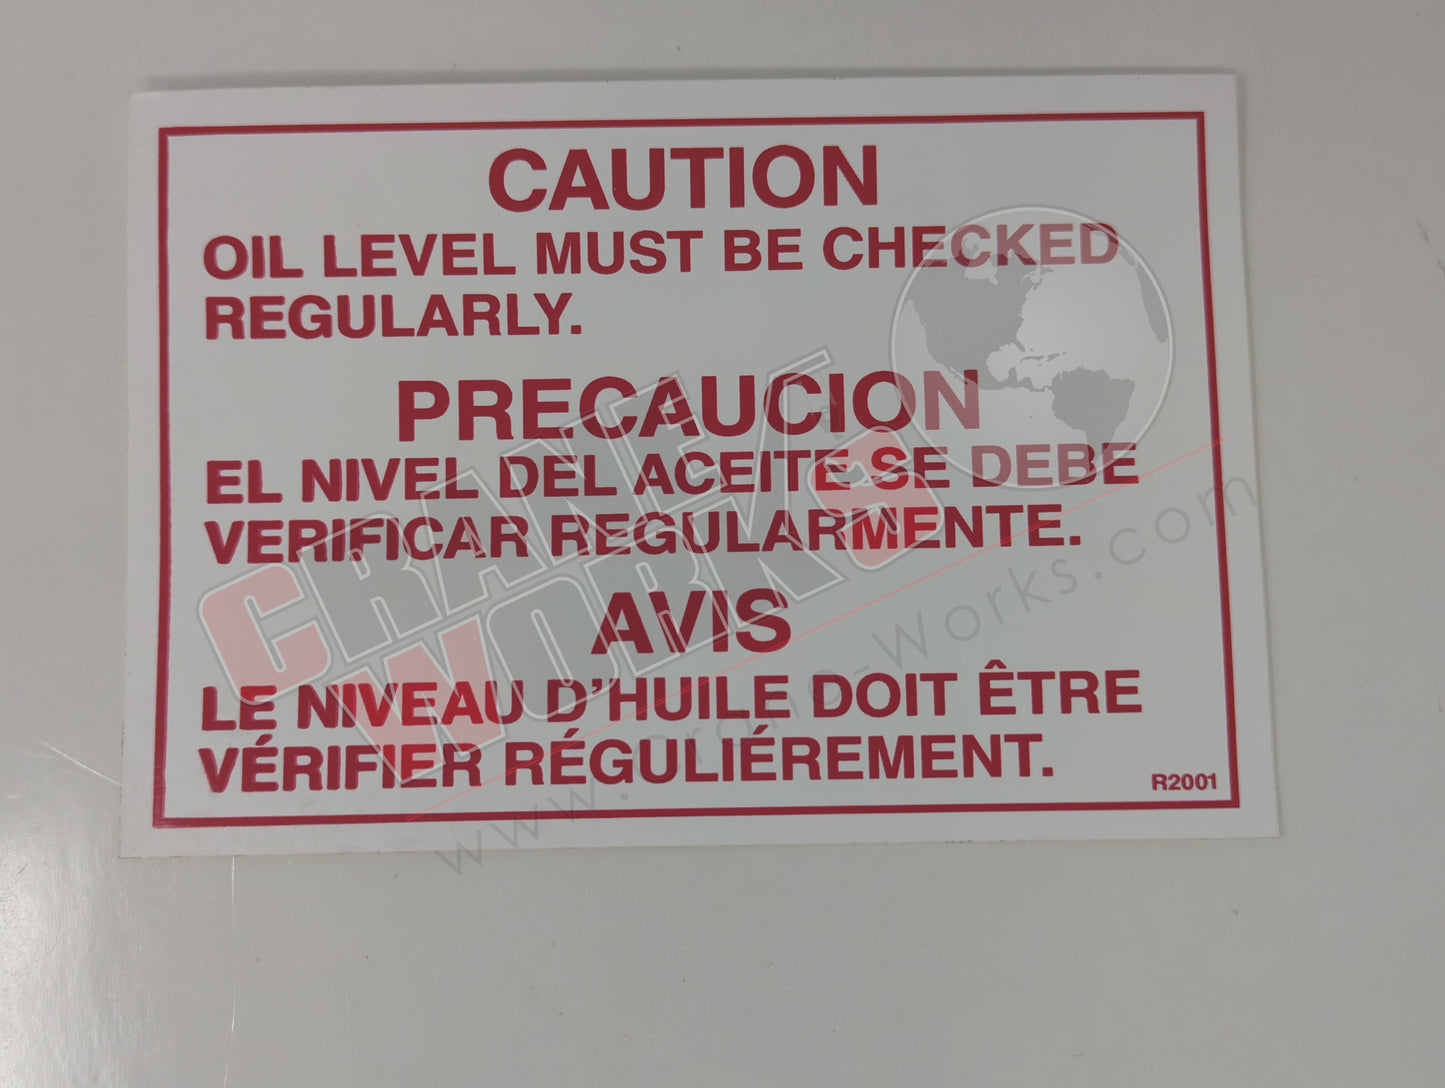 CAUTION
OIL LEVEL MUST BE CHECKED
REGULARLY.
PRECAUCION
EL NIVEL DEL ACEITE SE DEBE
VERIFICAR REGULARMENTE.
AVIS
LE NIVEAU D'HUILE DOIT ÊTRE
VÉRIFIER RÉGULIÉREMENT.
R2001
CRANE
WORKS
www.Crane-Works.com